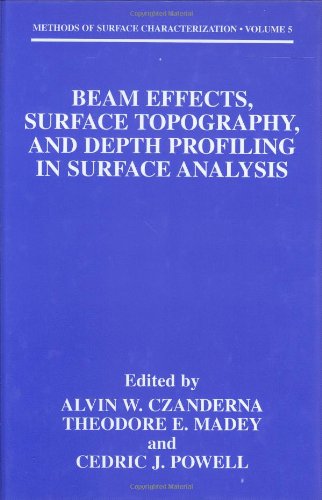 METHODS OF SURFACE CHARACTERIZATION • VOLUME 5
BEAM EFFECTS,
SURFACE TOPOGRAPHY,
AND DEPTH PROFILING
IN SURFACE ANALYSIS
Edited by
ALVIN W. CZANDERNA
THEODORE E. MADEY
and
CEDRIC J. POWELL